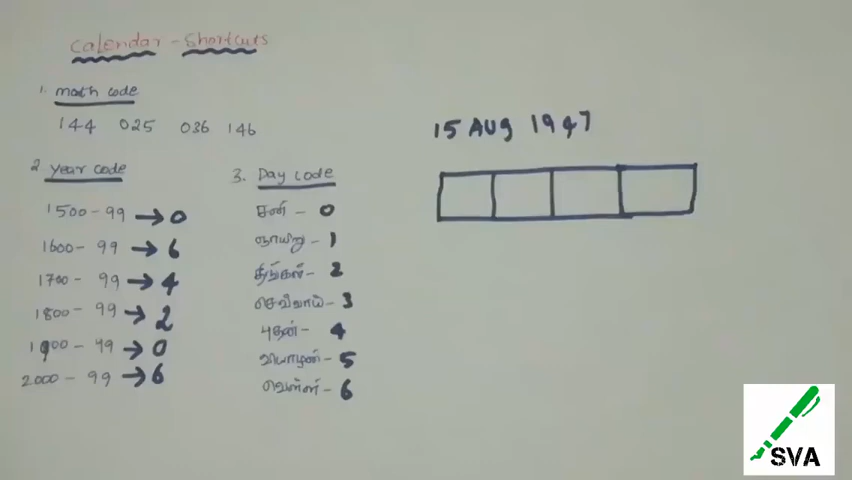 Calendar - Shortcuts
1. math code
144 025 036 146
2 year code
1500 - 99 → 0
1600 - 99 → 6
1700 - 99 → 4
1800 - 99 → 2
1900 - 99 → 0
2000 - 99 → 6
3. Day code
சனி - 0
ஞாயிறு - 1
திங்கள் - 2
செவ்வாய் - 3
புதன் - 4
வியாழன் - 5
வெள்ளி - 6
15 AUG 1947
SVA